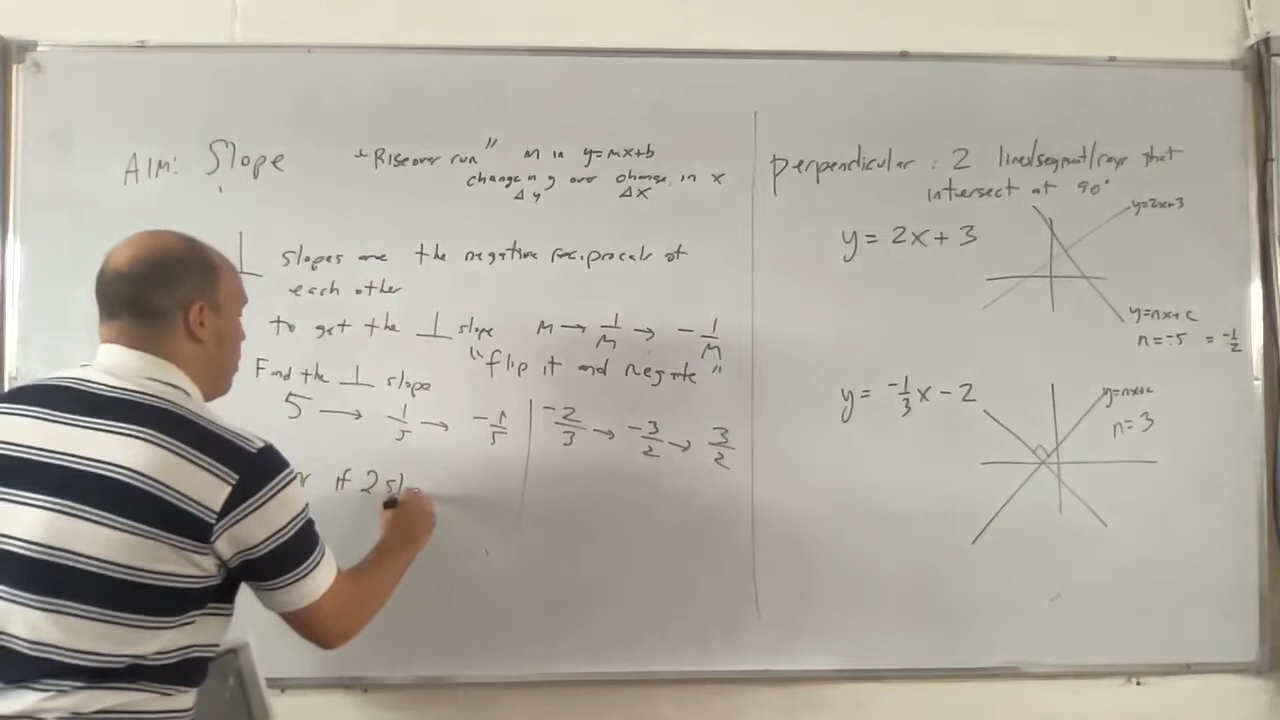 AIM: Slope
"Rise over run" m in y=mx+b
change in y over change in x
Δy Δx
⊥ slopes are the negative reciprocals of
each other
to get the ⊥ slope m → 1/m → -1/m
"flip it and negate"
Find the ⊥ slope
5 → 1/5 → -1/5 | -2/3 → -3/2 → 3/2
if 2 sl
perpendicular : 2 lines/segment/rays that
intersect at 90°
y = 2x + 3
y=2x+3
y=nx+c
n=-.5 = -1/2
y = -1/3x - 2
y=nx+c
n=3